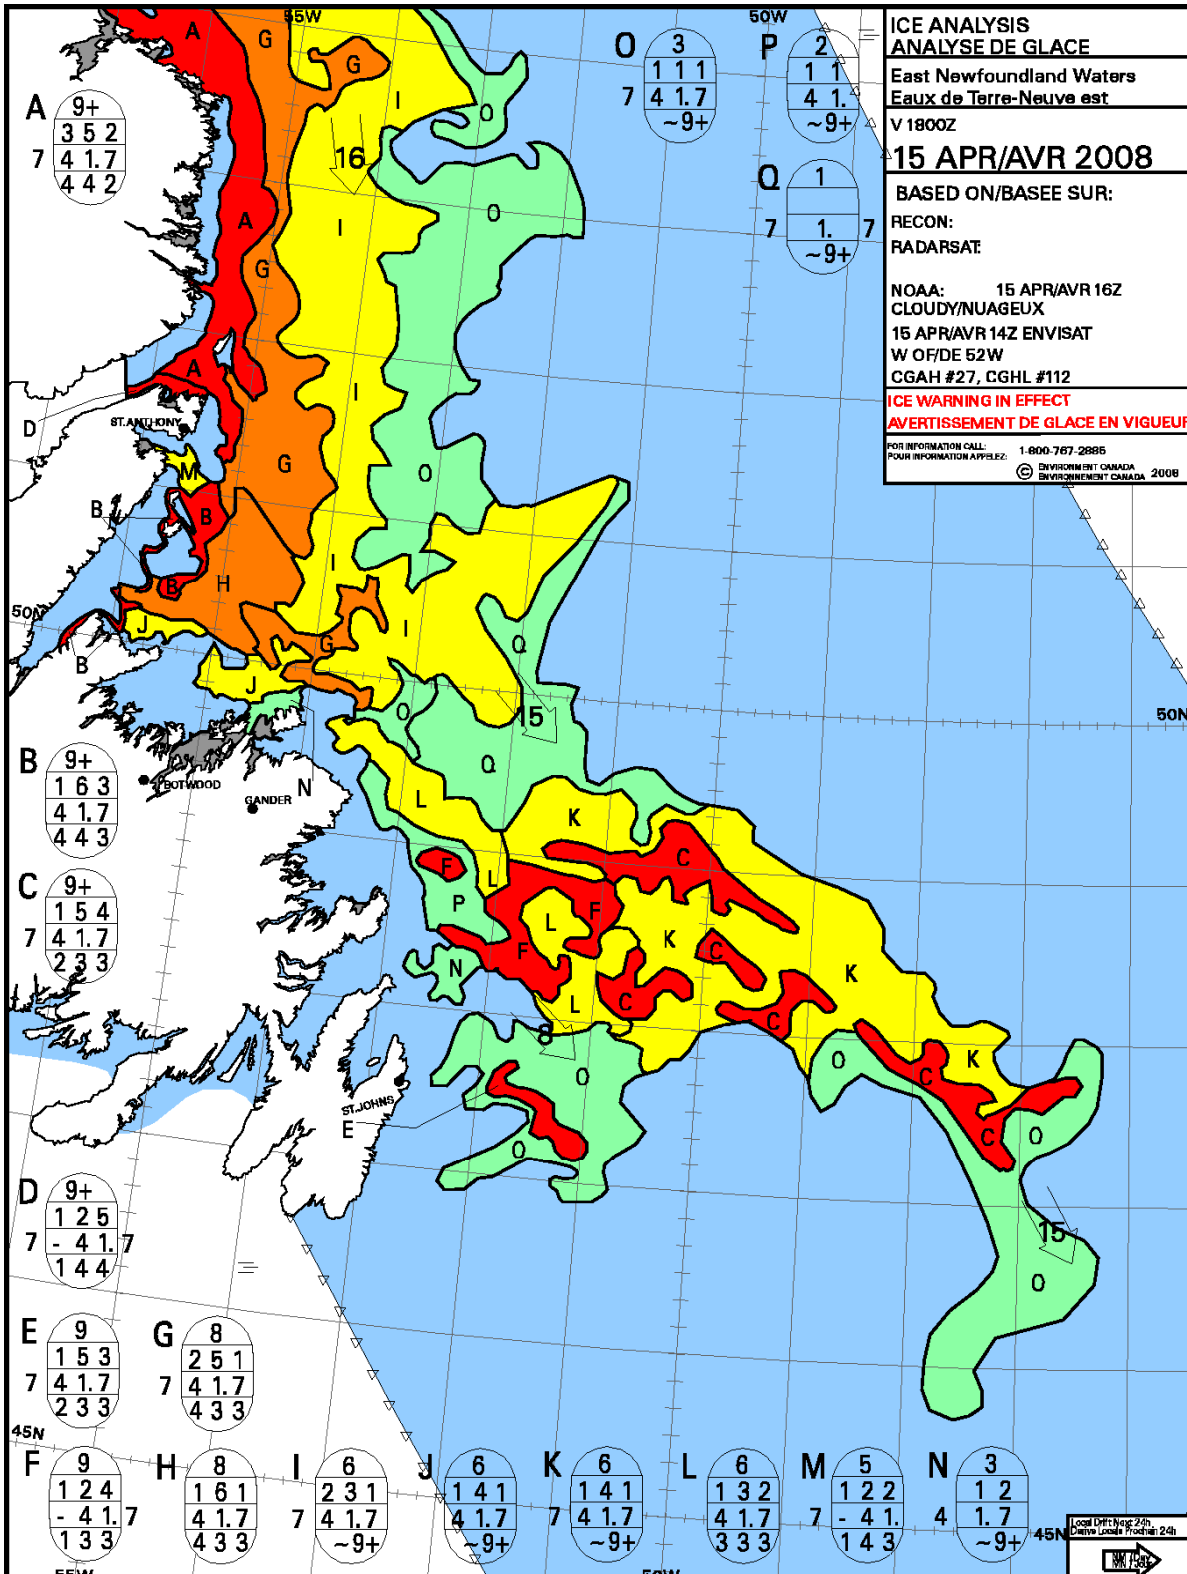 55W
50W
ICE ANALYSIS
ANALYSE DE GLACE
East Newfoundland Waters
Eaux de Terre-Neuve est
V 1800Z
15 APR/AVR 2008
BASED ON/BASEE SUR:
RECON:
RADARSAT:
NOAA: 15 APR/AVR 16Z
CLOUDY/NUAGEUX
15 APR/AVR 14Z ENVISAT
W OF/DE 52W
CGAH #27, CGHL #112
ICE WARNING IN EFFECT
AVERTISSEMENT DE GLACE EN VIGUEUR
FOR INFORMATION CALL:
POUR INFORMATION APPELEZ: 1-800-767-2885
© ENVIRONMENT CANADA
ENVIRONNEMENT CANADA 2008
O
3
1 1 1
7 4 1.7
~9+
P
2
1 1
4 1.
~9+
Q
1
7 1. 7
~9+
A
9+
3 5 2
7 4 1.7
4 4 2
A
G
G
I
O
16
A
I
O
G
A
I
D
ST. ANTHONY
M
G
O
B
B
B
H
I
50N
J
G
I
Q
B
J
O
15
50N
B
9+
1 6 3
4 1.7
4 4 3
BOTWOOD
GANDER
N
Q
L
K
C
F
L
C
9+
1 5 4
7 4 1.7
2 3 3
P
L
F
K
C
F
N
K
L
C
C
8
O
K
C
O
ST. JOHNS
E
O
C
O
D
9+
1 2 5
7 - 4 1.7
1 4 4
15
O
E
9
1 5 3
7 4 1.7
2 3 3
G
8
2 5 1
7 4 1.7
4 3 3
45N
F
9
1 2 4
- 4 1.7
1 3 3
H
8
1 6 1
4 1.7
4 3 3
I
6
2 3 1
7 4 1.7
~9+
J
6
1 4 1
4 1.7
~9+
K
6
1 4 1
7 4 1.7
~9+
L
6
1 3 2
4 1.7
3 3 3
M
5
1 2 2
7 - 4 1.
1 4 3
N
3
1 2
4 1.7
~9+
45N
Local Drift Next 24h
Derive Locale Prochain 24h
55W
50W